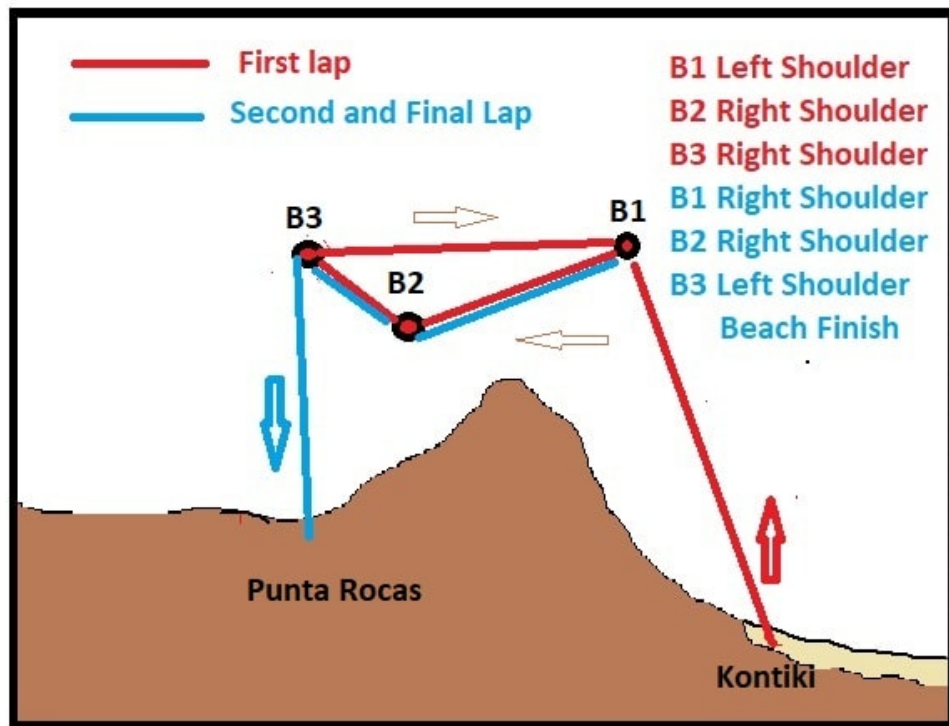 First lap
Second and Final Lap
B1 Left Shoulder
B2 Right Shoulder
B3 Right Shoulder
B1 Right Shoulder
B2 Right Shoulder
B3 Left Shoulder
Beach Finish
B3
B1
B2
Punta Rocas
Kontiki